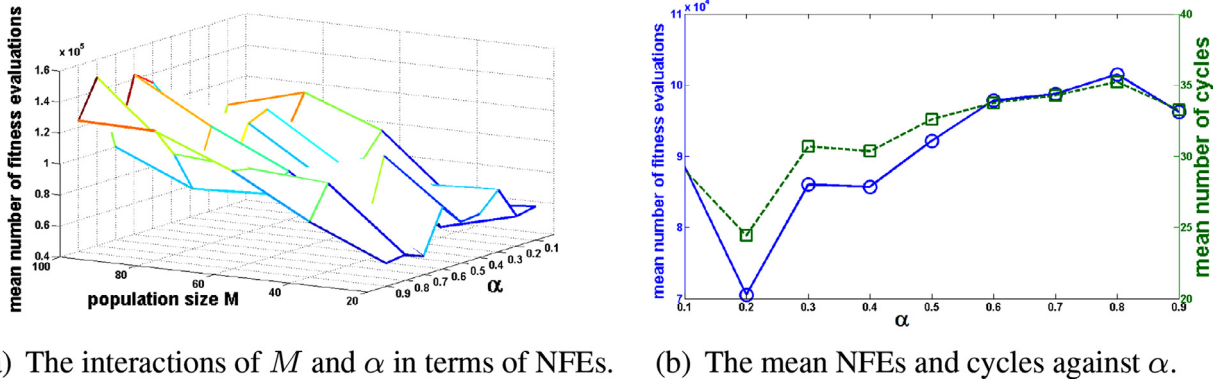 x 10⁵
1.6
1.4
1.2
1
0.8
0.6
0.4
mean number of fitness evaluations
100
80
60
40
20
population size M
0.9
0.8
0.7
0.6
0.5
0.4
0.3
0.2
0.1
α
) The interactions of M and α in terms of NFEs.
x 10⁴
11
10
9
8
7
mean number of fitness evaluations
0.1 0.2 0.3 0.4 0.5 0.6 0.7 0.8 0.9
α
40
35
30
25
20
mean number of cycles
(b) The mean NFEs and cycles against α.